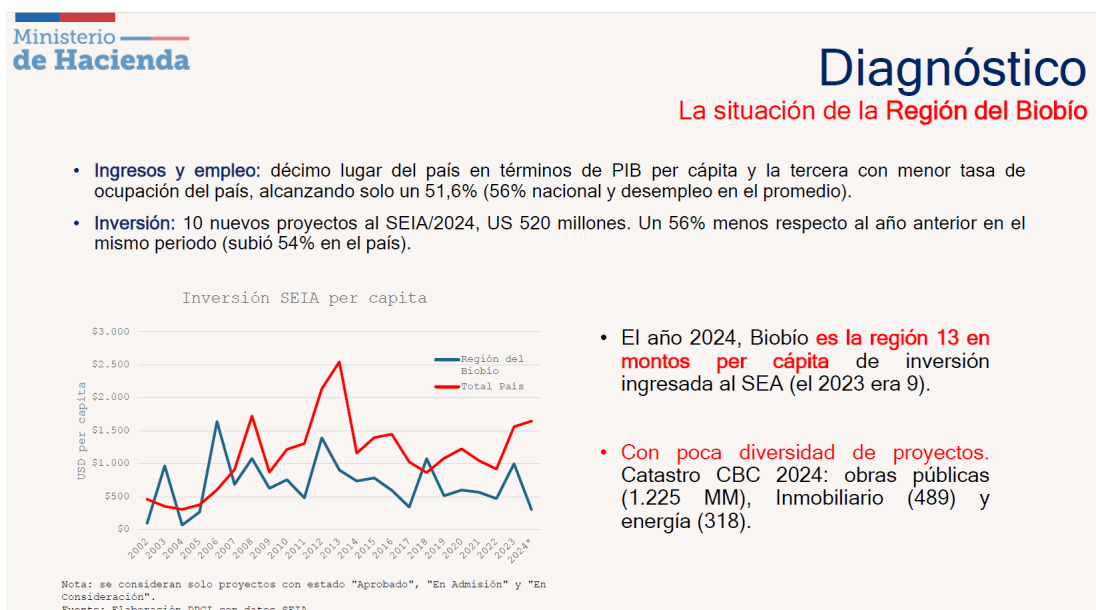 Ministerio
de Hacienda
Diagnóstico
La situación de la Región del Biobío
• Ingresos y empleo: décimo lugar del país en términos de PIB per cápita y la tercera con menor tasa de
ocupación del país, alcanzando solo un 51,6% (56% nacional y desempleo en el promedio).
• Inversión: 10 nuevos proyectos al SEIA/2024, US 520 millones. Un 56% menos respecto al año anterior en el
mismo periodo (subió 54% en el país).
Inversión SEIA per capita
$3.000
$2.500
$2.000
$1.500
$1.000
$500
$0
USD per capita
Región del
Biobío
Total País
2002
2003
2004
2005
2006
2007
2008
2009
2010
2011
2012
2013
2014
2015
2016
2017
2018
2019
2020
2021
2022
2023
2024*
Nota: se consideran solo proyectos con estado "Aprobado", "En Admisión" y "En
Consideración".
Fuente: Elaboración DPCI con datos SEIA
• El año 2024, Biobío es la región 13 en
montos per cápita de inversión
ingresada al SEA (el 2023 era 9).
• Con poca diversidad de proyectos.
Catastro CBC 2024: obras públicas
(1.225 MM), Inmobiliario (489) y
energía (318).